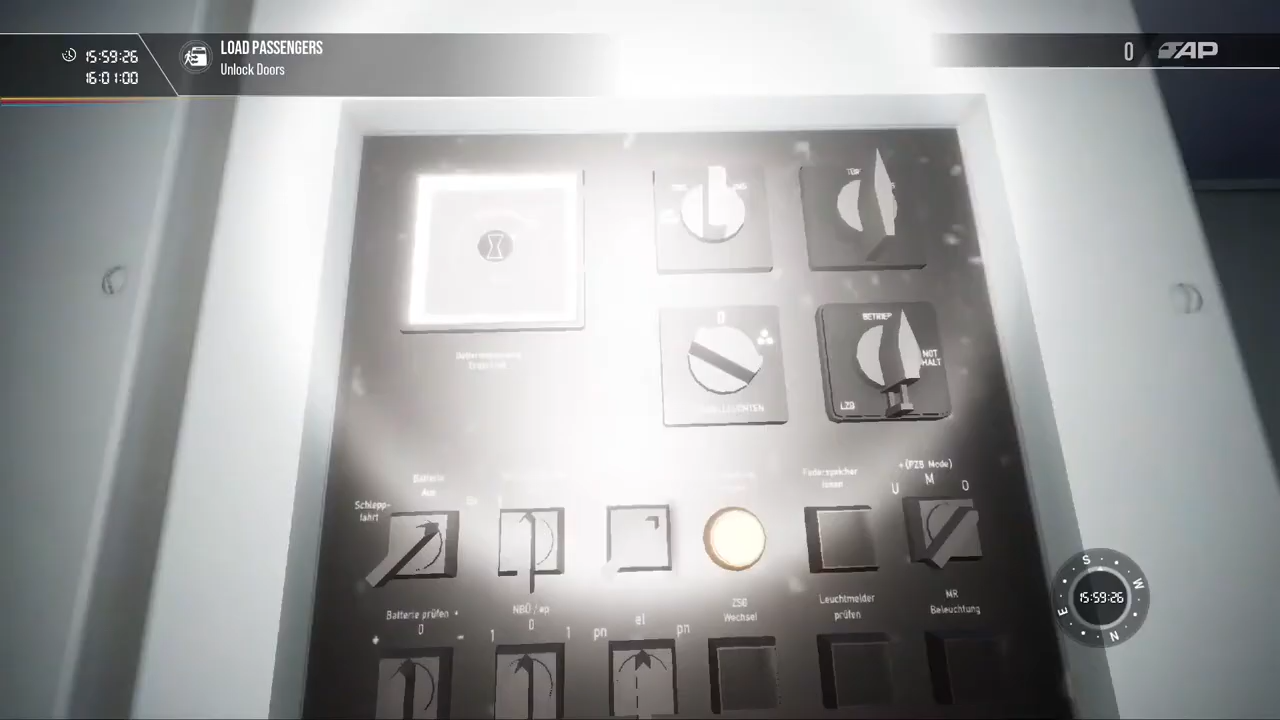 15:59:26
16:01:00
LOAD PASSENGERS
Unlock Doors
0
AP
0
BETRIEB
NOT
HALT
LZB
Batterie
Aus
Schlepp-
fahrt
Ein
Federspeicher
lösen
+(PZB Mode)
U
M
O
Batterie prüfen
+
0
-
NBÜ/ep
1
0
1
el
pn
pn
ZSG
Wechsel
Leuchtmelder
prüfen
MR
Beleuchtung
S
W
15:59:26
E
N